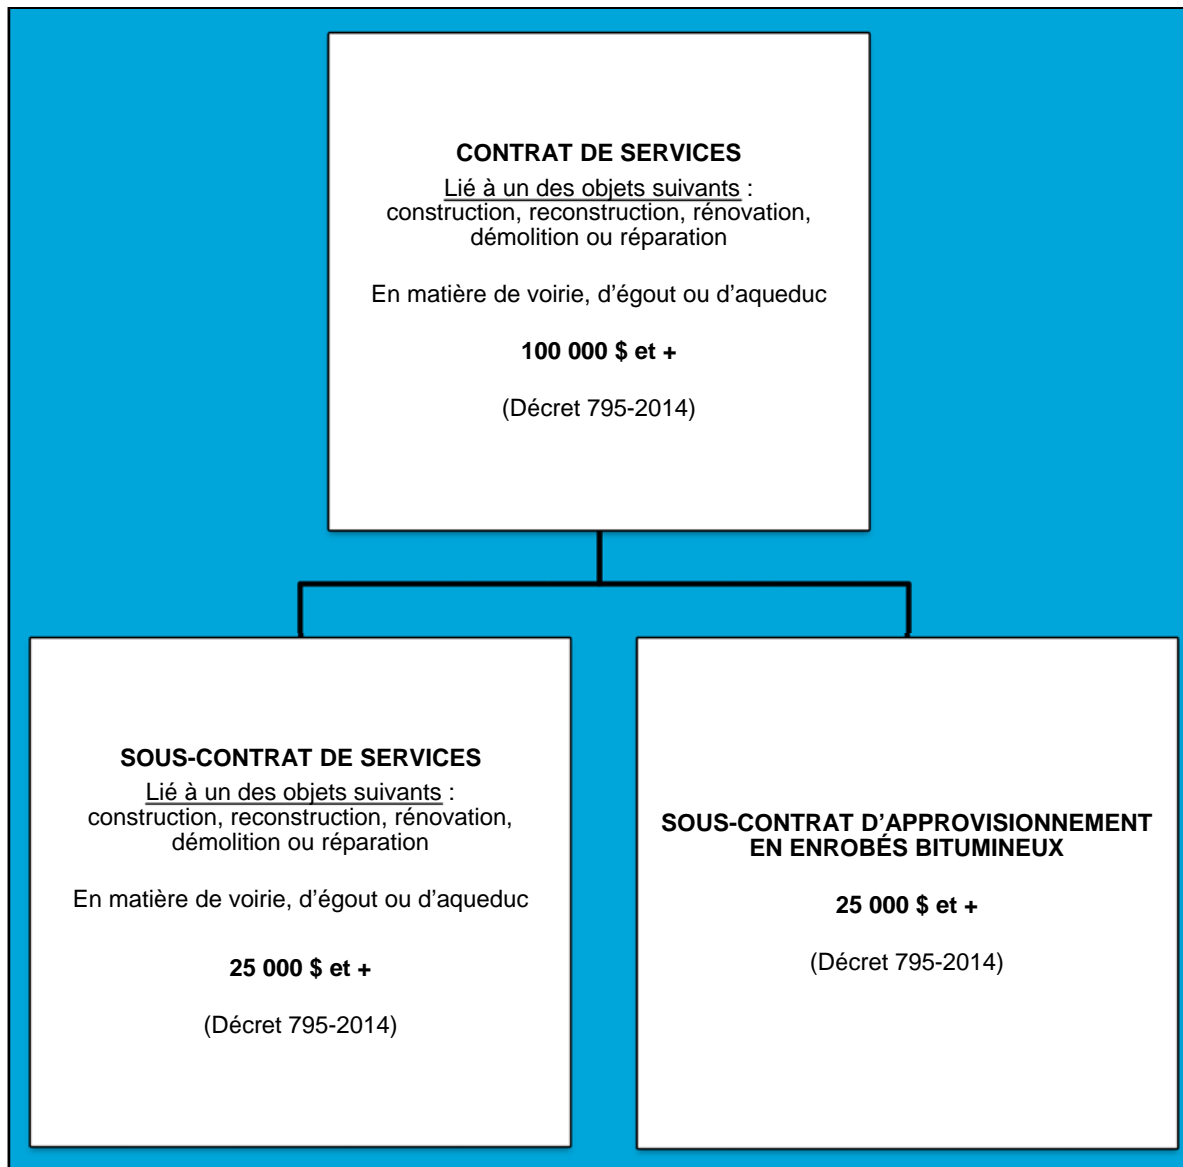 CONTRAT DE SERVICES
Lié à un des objets suivants :
construction, reconstruction, rénovation,
démolition ou réparation
En matière de voirie, d’égout ou d’aqueduc
100 000 $ et +
(Décret 795-2014)
SOUS-CONTRAT DE SERVICES
Lié à un des objets suivants :
construction, reconstruction, rénovation,
démolition ou réparation
En matière de voirie, d’égout ou d’aqueduc
25 000 $ et +
(Décret 795-2014)
SOUS-CONTRAT D’APPROVISIONNEMENT
EN ENROBÉS BITUMINEUX
25 000 $ et +
(Décret 795-2014)